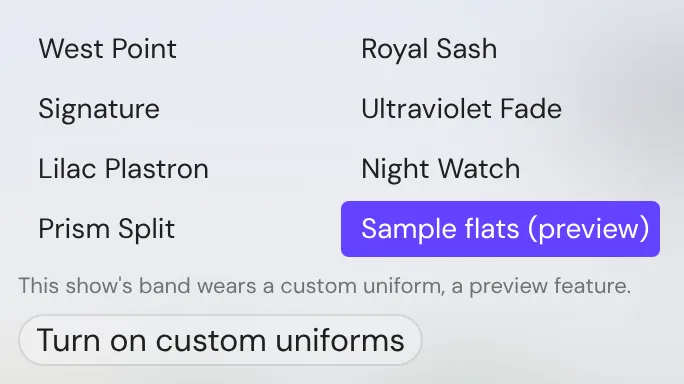 West Point
Royal Sash
Signature
Ultraviolet Fade
Lilac Plastron
Night Watch
Prism Split
Sample flats (preview)
This show's band wears a custom uniform, a preview feature.
Turn on custom uniforms